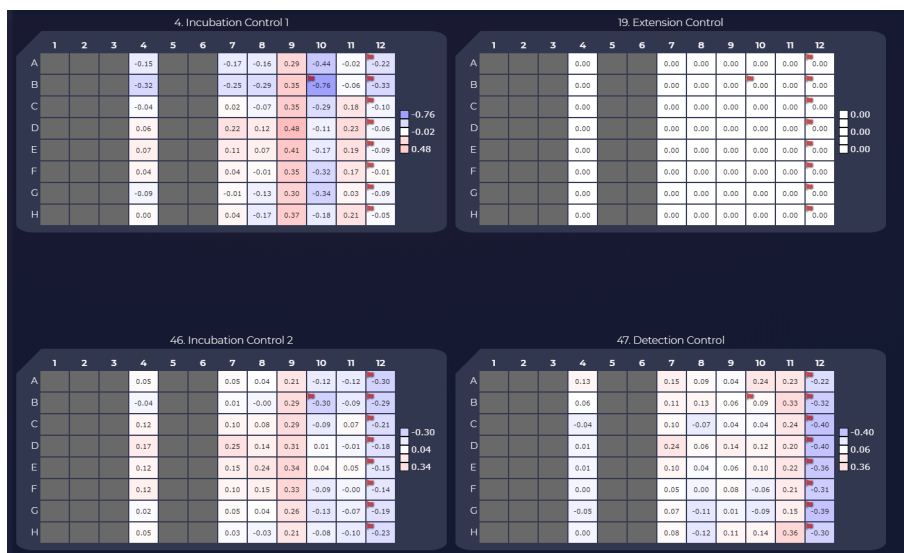 4. Incubation Control 1
1 2 3 4 5 6 7 8 9 10 11 12
A -0.15 -0.17 -0.16 0.29 -0.44 -0.02 -0.22
B -0.32 -0.25 -0.29 0.35 -0.76 -0.06 -0.33
C -0.04 0.02 -0.07 0.35 -0.29 0.18 -0.10
D 0.06 0.22 0.12 0.48 -0.11 0.23 -0.06
E 0.07 0.11 0.07 0.41 -0.17 0.19 -0.09
F 0.04 0.04 -0.01 0.35 -0.32 0.17 -0.01
G -0.09 -0.01 -0.13 0.30 -0.34 0.03 -0.09
H 0.00 0.04 -0.17 0.37 -0.18 0.21 -0.05
-0.76
-0.02
0.48
19. Extension Control
1 2 3 4 5 6 7 8 9 10 11 12
A 0.00 0.00 0.00 0.00 0.00 0.00 0.00
B 0.00 0.00 0.00 0.00 0.00 0.00 0.00
C 0.00 0.00 0.00 0.00 0.00 0.00 0.00
D 0.00 0.00 0.00 0.00 0.00 0.00 0.00
E 0.00 0.00 0.00 0.00 0.00 0.00 0.00
F 0.00 0.00 0.00 0.00 0.00 0.00 0.00
G 0.00 0.00 0.00 0.00 0.00 0.00 0.00
H 0.00 0.00 0.00 0.00 0.00 0.00 0.00
0.00
0.00
0.00
46. Incubation Control 2
1 2 3 4 5 6 7 8 9 10 11 12
A 0.05 0.05 0.04 0.21 -0.12 -0.12 -0.30
B -0.04 0.01 -0.00 0.29 -0.30 -0.09 -0.29
C 0.12 0.10 0.08 0.29 -0.09 0.07 -0.21
D 0.17 0.25 0.14 0.31 0.01 -0.01 -0.18
E 0.12 0.15 0.24 0.34 0.04 0.05 -0.15
F 0.12 0.10 0.15 0.33 -0.09 -0.00 -0.14
G 0.02 0.05 0.04 0.26 -0.13 -0.07 -0.19
H 0.05 0.03 -0.03 0.21 -0.08 -0.10 -0.23
-0.30
0.04
0.34
47. Detection Control
1 2 3 4 5 6 7 8 9 10 11 12
A 0.13 0.15 0.09 0.04 0.24 0.23 -0.22
B 0.06 0.11 0.13 0.06 0.09 0.33 -0.32
C -0.04 0.10 -0.07 0.04 0.04 0.24 -0.40
D 0.01 0.24 0.06 0.14 0.12 0.20 -0.40
E 0.01 0.10 0.04 0.06 0.10 0.22 -0.36
F 0.00 0.05 0.00 0.08 -0.06 0.21 -0.31
G -0.05 0.07 -0.11 0.01 -0.09 0.15 -0.39
H 0.00 0.08 -0.12 0.11 0.14 0.36 -0.30
-0.40
0.06
0.36